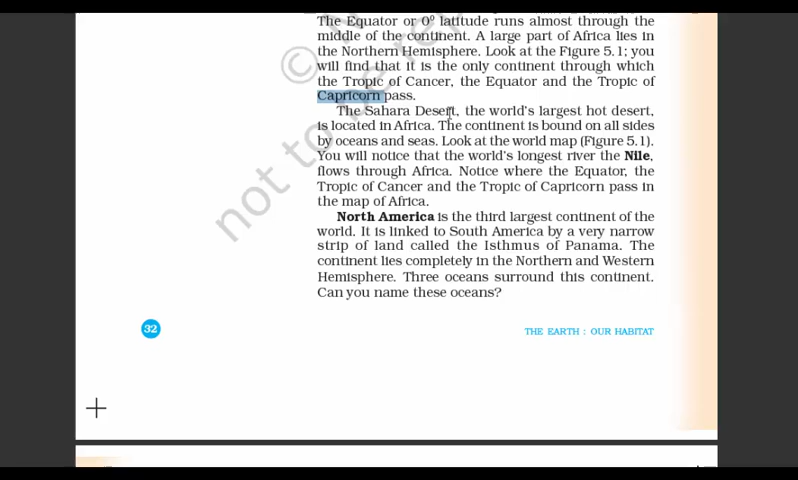 The Equator or 0⁰ latitude runs almost through the
middle of the continent. A large part of Africa lies in
the Northern Hemisphere. Look at the Figure 5.1; you
will find that it is the only continent through which
the Tropic of Cancer, the Equator and the Tropic of
Capricorn pass.
The Sahara Desert, the world's largest hot desert,
is located in Africa. The continent is bound on all sides
by oceans and seas. Look at the world map (Figure 5.1).
You will notice that the world's longest river the Nile,
flows through Africa. Notice where the Equator, the
Tropic of Cancer and the Tropic of Capricorn pass in
the map of Africa.
North America is the third largest continent of the
world. It is linked to South America by a very narrow
strip of land called the Isthmus of Panama. The
continent lies completely in the Northern and Western
Hemisphere. Three oceans surround this continent.
Can you name these oceans?
32
THE EARTH : OUR HABITAT
© N
not to be rep